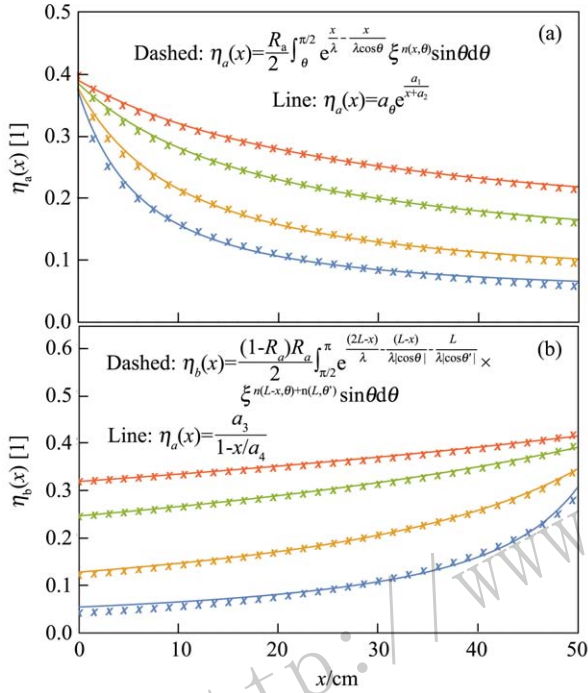 0.5
(a)
Dashed: η_a(x)=R_a/2 ∫_θ^{π/2} e^{x/λ - x/(λcosθ)} ξ^{n(x,θ)} sinθdθ
Line: η_a(x)=a_θ e^{a_1/(x+a_2)}
0.4
0.3
0.2
0.1
0.0
η_a(x) [1]
(b)
0.6
Dashed: η_b(x)=(1-R_a)R_a/2 ∫_{π/2}^{π} e^{(2L-x)/λ - (L-x)/(λ|cosθ|) - L/(λ|cosθ'|)} ×
ξ^{n(L-x,θ)+n(L,θ')} sinθdθ
Line: η_a(x)=a_3/(1-x/a_4)
0.5
0.4
0.3
0.2
0.1
0.0
η_b(x) [1]
0 10 20 30 40 50
x/cm
http://www